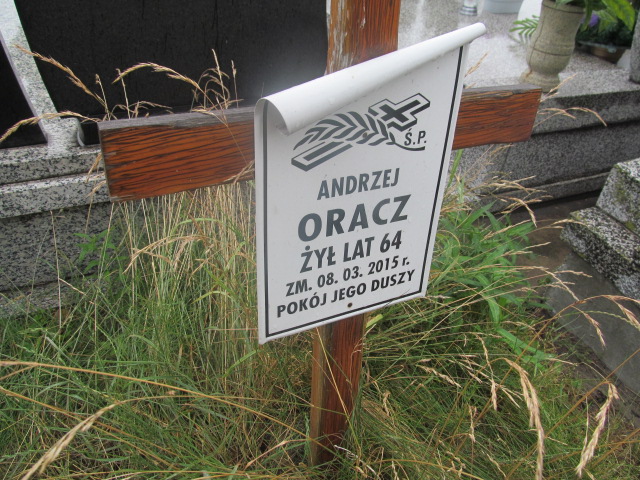 Ś.P.
ANDRZEJ
ORACZ
ŻYŁ LAT 64
ZM. 08. 03. 2015 r.
POKÓJ JEGO DUSZY